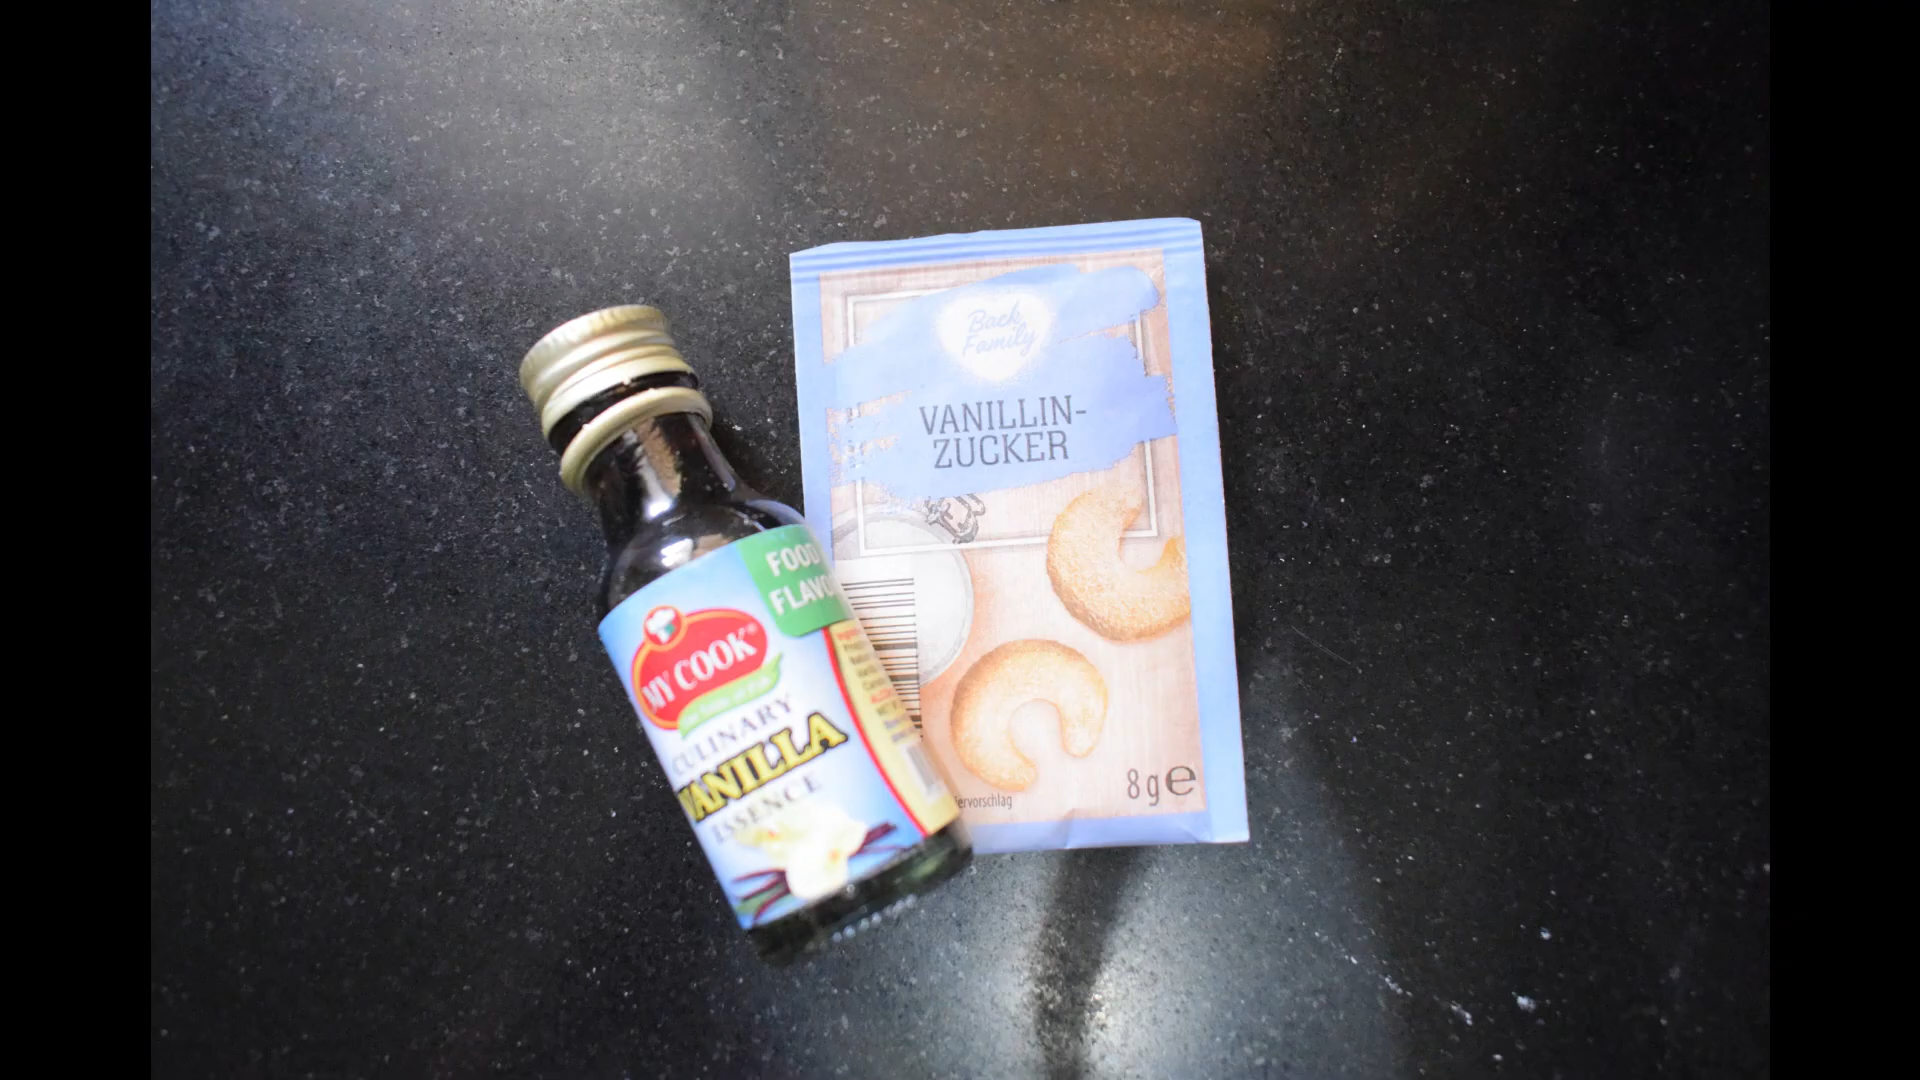 Back
Family
VANILLIN-
ZUCKER
8g℮
FOOD
FLAVO
MY COOK®
CULINARY
VANILLA
ESSENCE